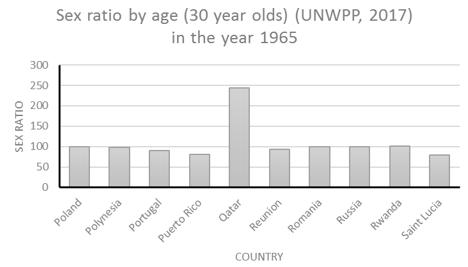 Sex ratio by age (30 year olds) (UNWPP, 2017)
in the year 1965
SEX RATIO
300
250
200
150
100
50
0
Poland
Polynesia
Portugal
Puerto Rico
Qatar
Reunion
Romania
Russia
Rwanda
Saint Lucia
COUNTRY